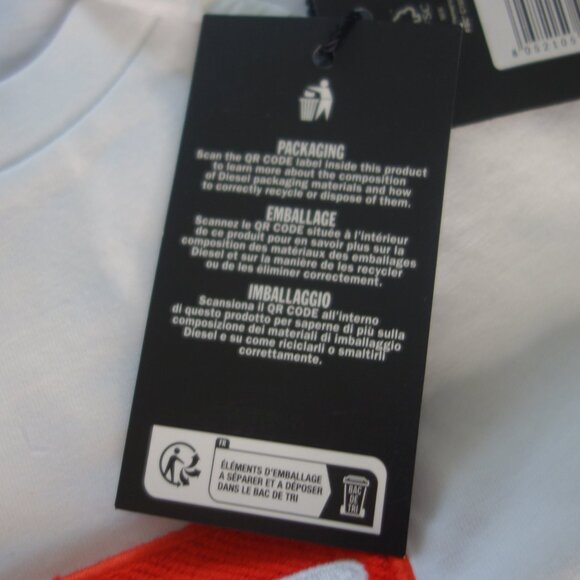 PACKAGING
Scan the QR CODE label inside this product
to learn more about the composition
of Diesel packaging materials and how
to correctly recycle or dispose of them.
EMBALLAGE
Scannez le QR CODE située à l'intérieur
de ce produit pour en savoir plus sur la
composition des matériaux des emballages
Diesel et sur la manière de les recycler
ou de les éliminer correctement.
IMBALLAGGIO
Scansiona il QR CODE all'interno
di questo prodotto per saperne di più sulla
composizione dei materiali di imballaggio
Diesel e su come riciclarli o smaltirli
correttamente.
FR
ÉLÉMENTS D'EMBALLAGE
À SÉPARER ET À DÉPOSER
DANS LE BAC DE TRI
BAC
DE
TRI
8 052105